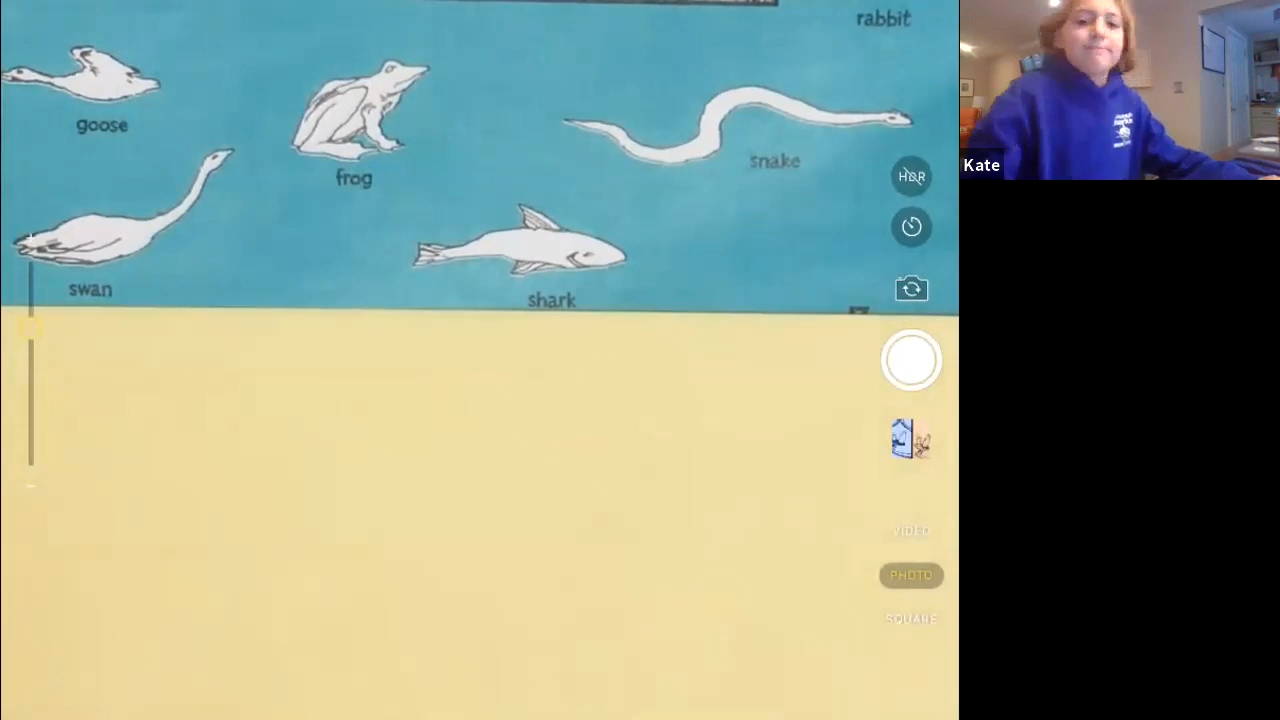 rabbit
goose
frog
snake
swan
shark
HDR
VIDEO
PHOTO
SQUARE
Kate